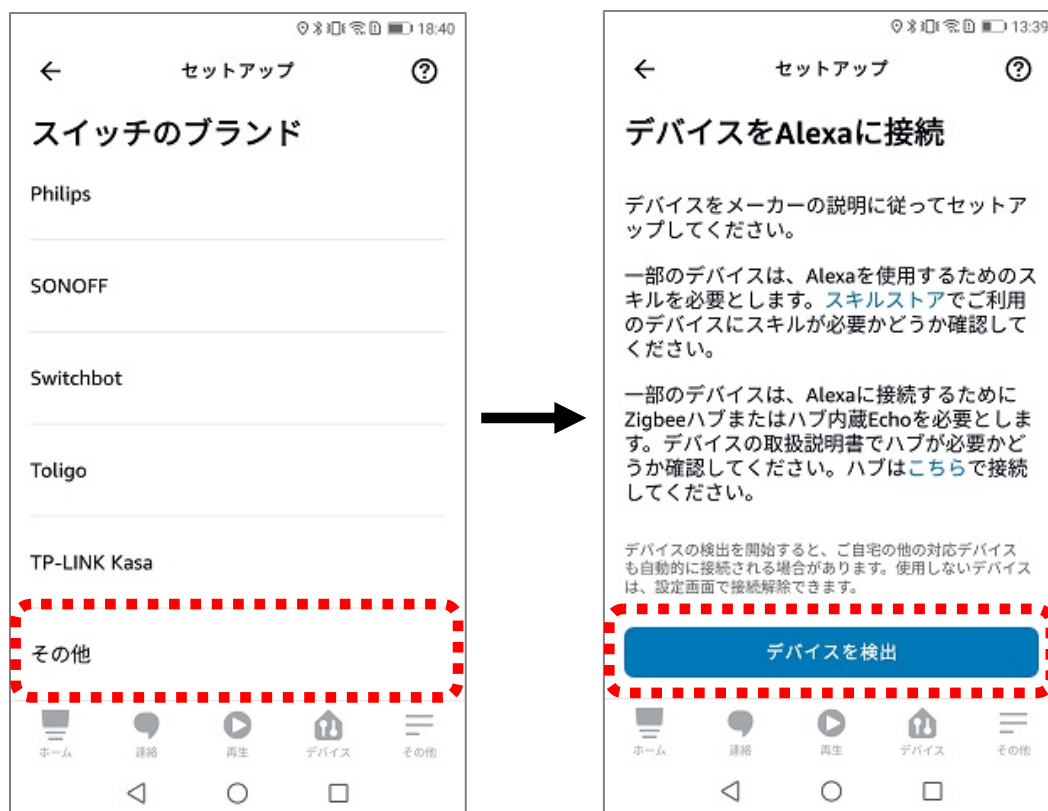 18:40
セットアップ
スイッチのブランド
Philips
SONOFF
Switchbot
Toligo
TP-LINK Kasa
その他
ホーム 連絡 再生 デバイス その他
13:39
セットアップ
デバイスをAlexaに接続
デバイスをメーカーの説明に従ってセットア
ップしてください。
一部のデバイスは、Alexaを使用するためのス
キルを必要とします。スキルストアでご利用
のデバイスにスキルが必要かどうか確認して
ください。
一部のデバイスは、Alexaに接続するために
Zigbeeハブまたはハブ内蔵Echoを必要としま
す。デバイスの取扱説明書でハブが必要かど
うか確認してください。ハブはこちらで接続
してください。
デバイスの検出を開始すると、ご自宅の他の対応デバイス
も自動的に接続される場合があります。使用しないデバイス
は、設定画面で接続解除できます。
デバイスを検出
ホーム 連絡 再生 デバイス その他